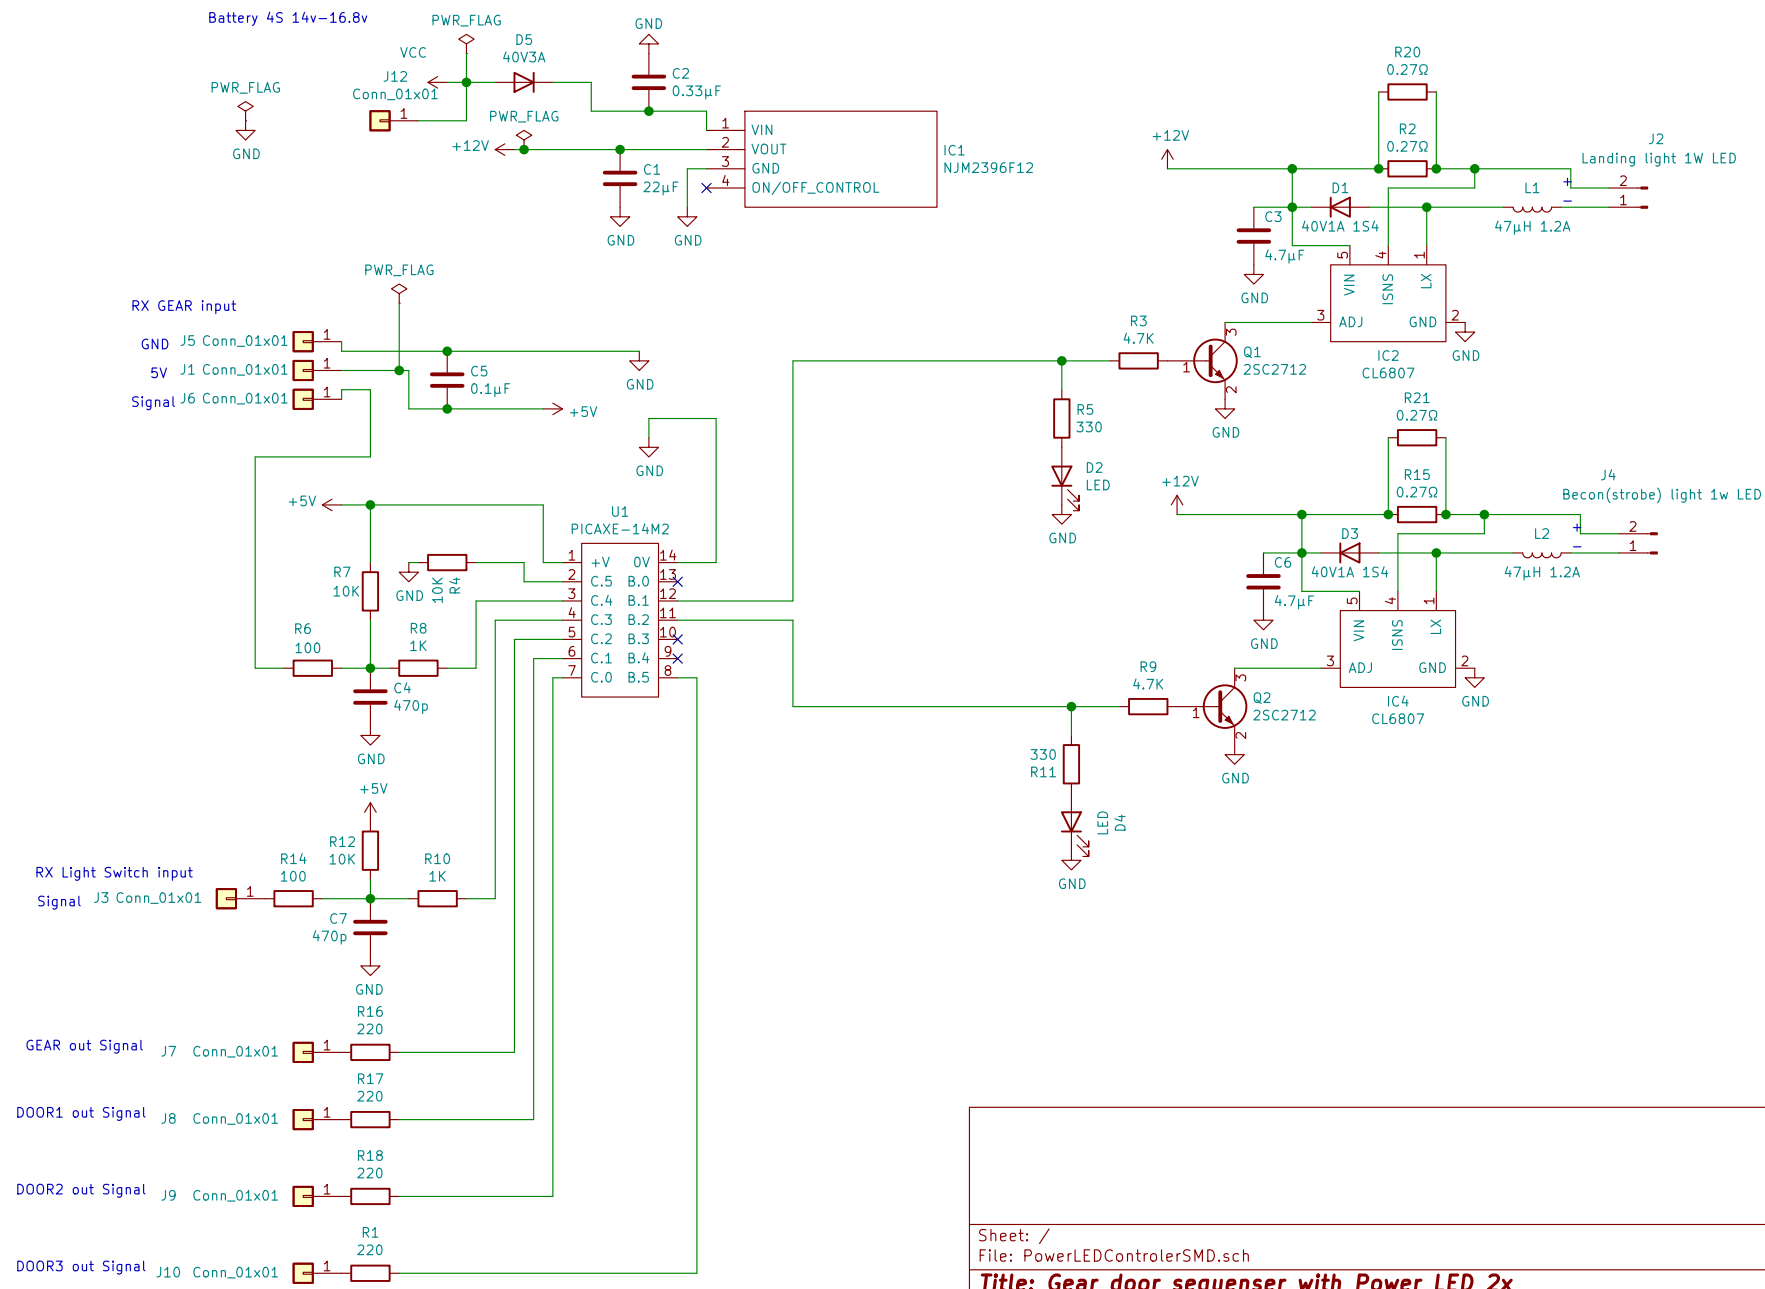 Battery 4S 14v-16.8v
PWR_FLAG
GND
PWR_FLAG
VCC
J12
Conn_01x01
1
D5
40V3A
GND
C2
0.33µF
PWR_FLAG
+12V
C1
22µF
GND
GND
1
2
3
4
VIN
VOUT
GND
ON/OFF_CONTROL
IC1
NJM2396F12
RX GEAR input
GND J5 Conn_01x01 1
5V J1 Conn_01x01 1
Signal J6 Conn_01x01 1
PWR_FLAG
C5
0.1µF
GND
+5V
GND
+5V
R7
10K
GND
10K
R4
R6
100
R8
1K
C4
470p
GND
U1
PICAXE-14M2
1 +V 0V 14
2 C.5 B.0 13
3 C.4 B.1 12
4 C.3 B.2 11
5 C.2 B.3 10
6 C.1 B.4 9
7 C.0 B.5 8
+5V
R12
10K
RX Light Switch input
Signal J3 Conn_01x01 1
R14
100
R10
1K
C7
470p
GND
R16
220
GEAR out Signal J7 Conn_01x01 1
R17
220
DOOR1 out Signal J8 Conn_01x01 1
R18
220
DOOR2 out Signal J9 Conn_01x01 1
R1
220
DOOR3 out Signal J10 Conn_01x01 1
R20
0.27Ω
R2
0.27Ω
+12V
J2
Landing light 1W LED
+
-
2
1
D1
40V1A 1S4
L1
47µH 1.2A
C3
4.7µF
GND
5
4
1
VIN
ISNS
LX
3 ADJ
GND 2
GND
IC2
CL6807
R3
4.7K
1
3
2
Q1
2SC2712
GND
R5
330
D2
LED
GND
R21
0.27Ω
R15
0.27Ω
+12V
J4
Becon(strobe) light 1w LED
+
-
2
1
D3
40V1A 1S4
L2
47µH 1.2A
C6
4.7µF
GND
5
4
1
VIN
ISNS
LX
3 ADJ
GND 2
GND
IC4
CL6807
R9
4.7K
1
3
2
Q2
2SC2712
GND
330
R11
LED
D4
GND
Sheet: /
File: PowerLEDControlerSMD.sch
Title: Gear door sequenser with Power LED 2x